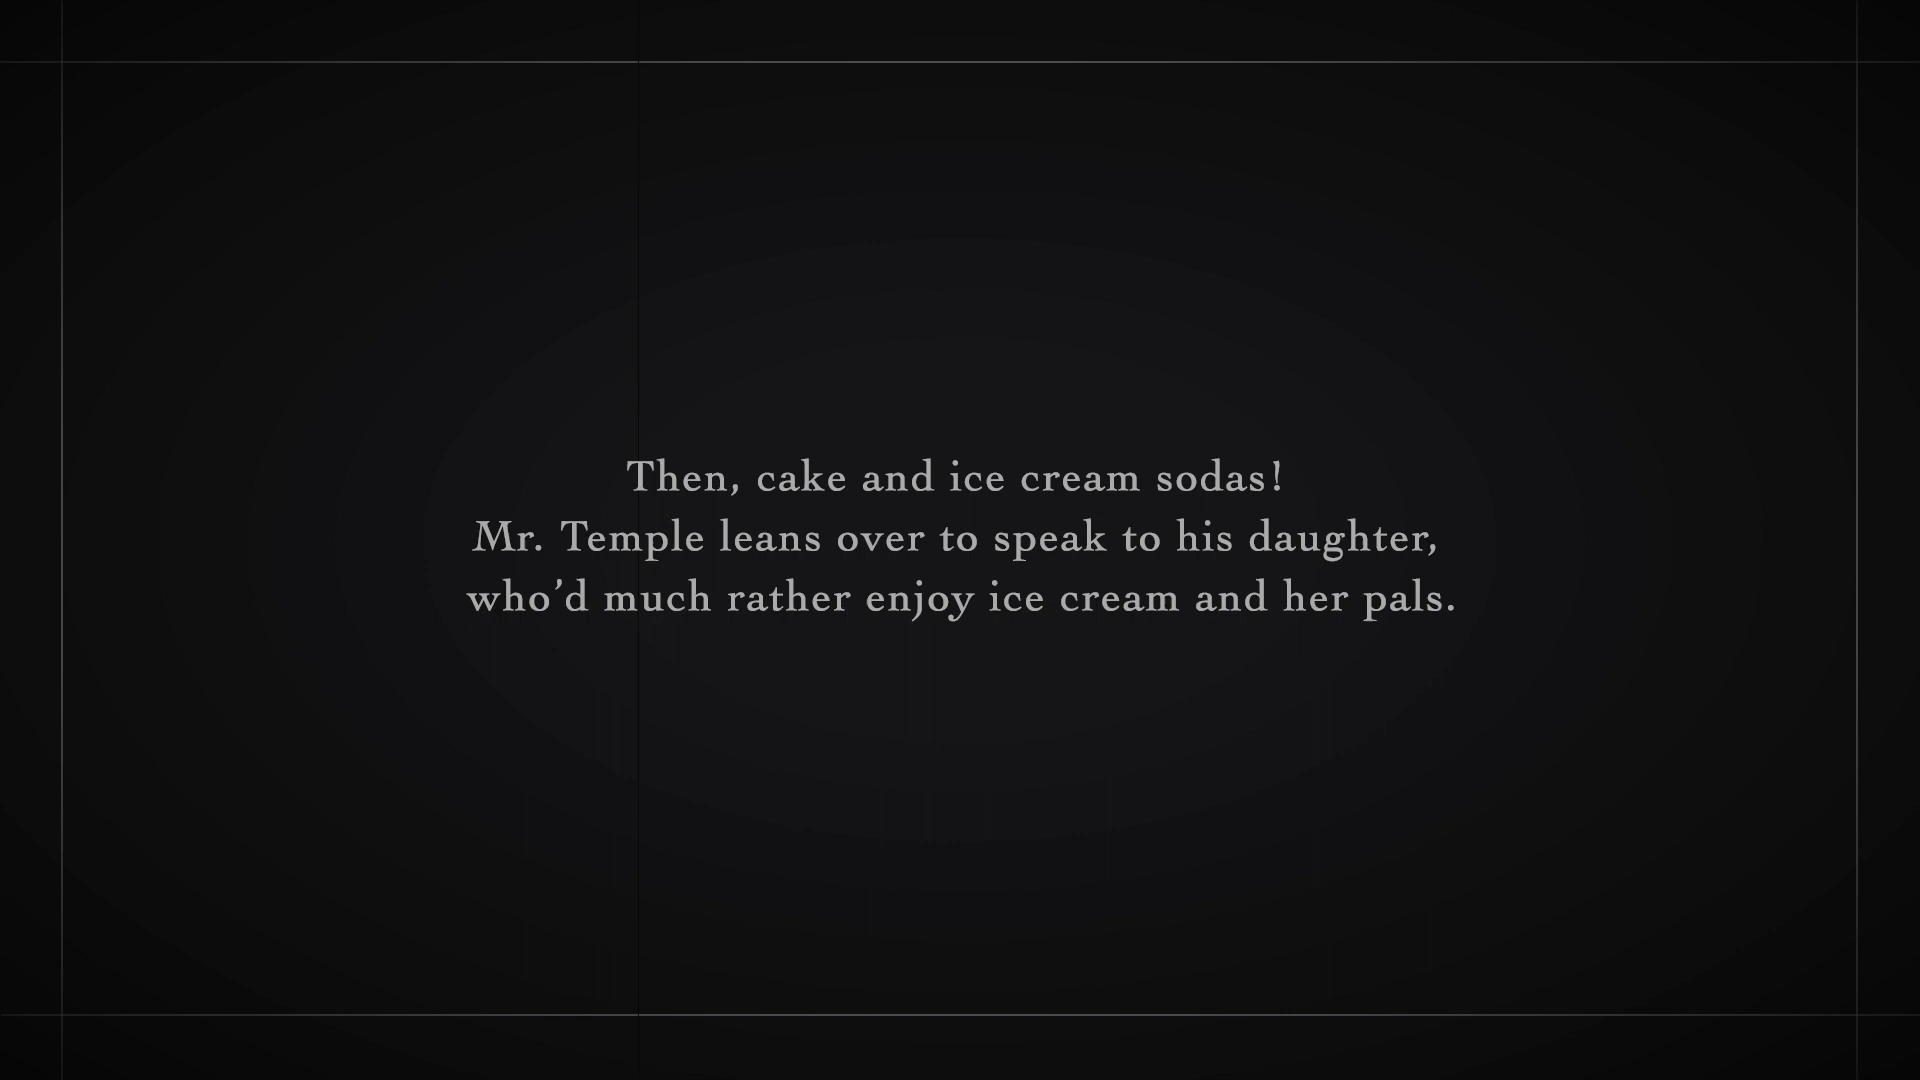 Then, cake and ice cream sodas!
Mr. Temple leans over to speak to his daughter,
who’d much rather enjoy ice cream and her pals.